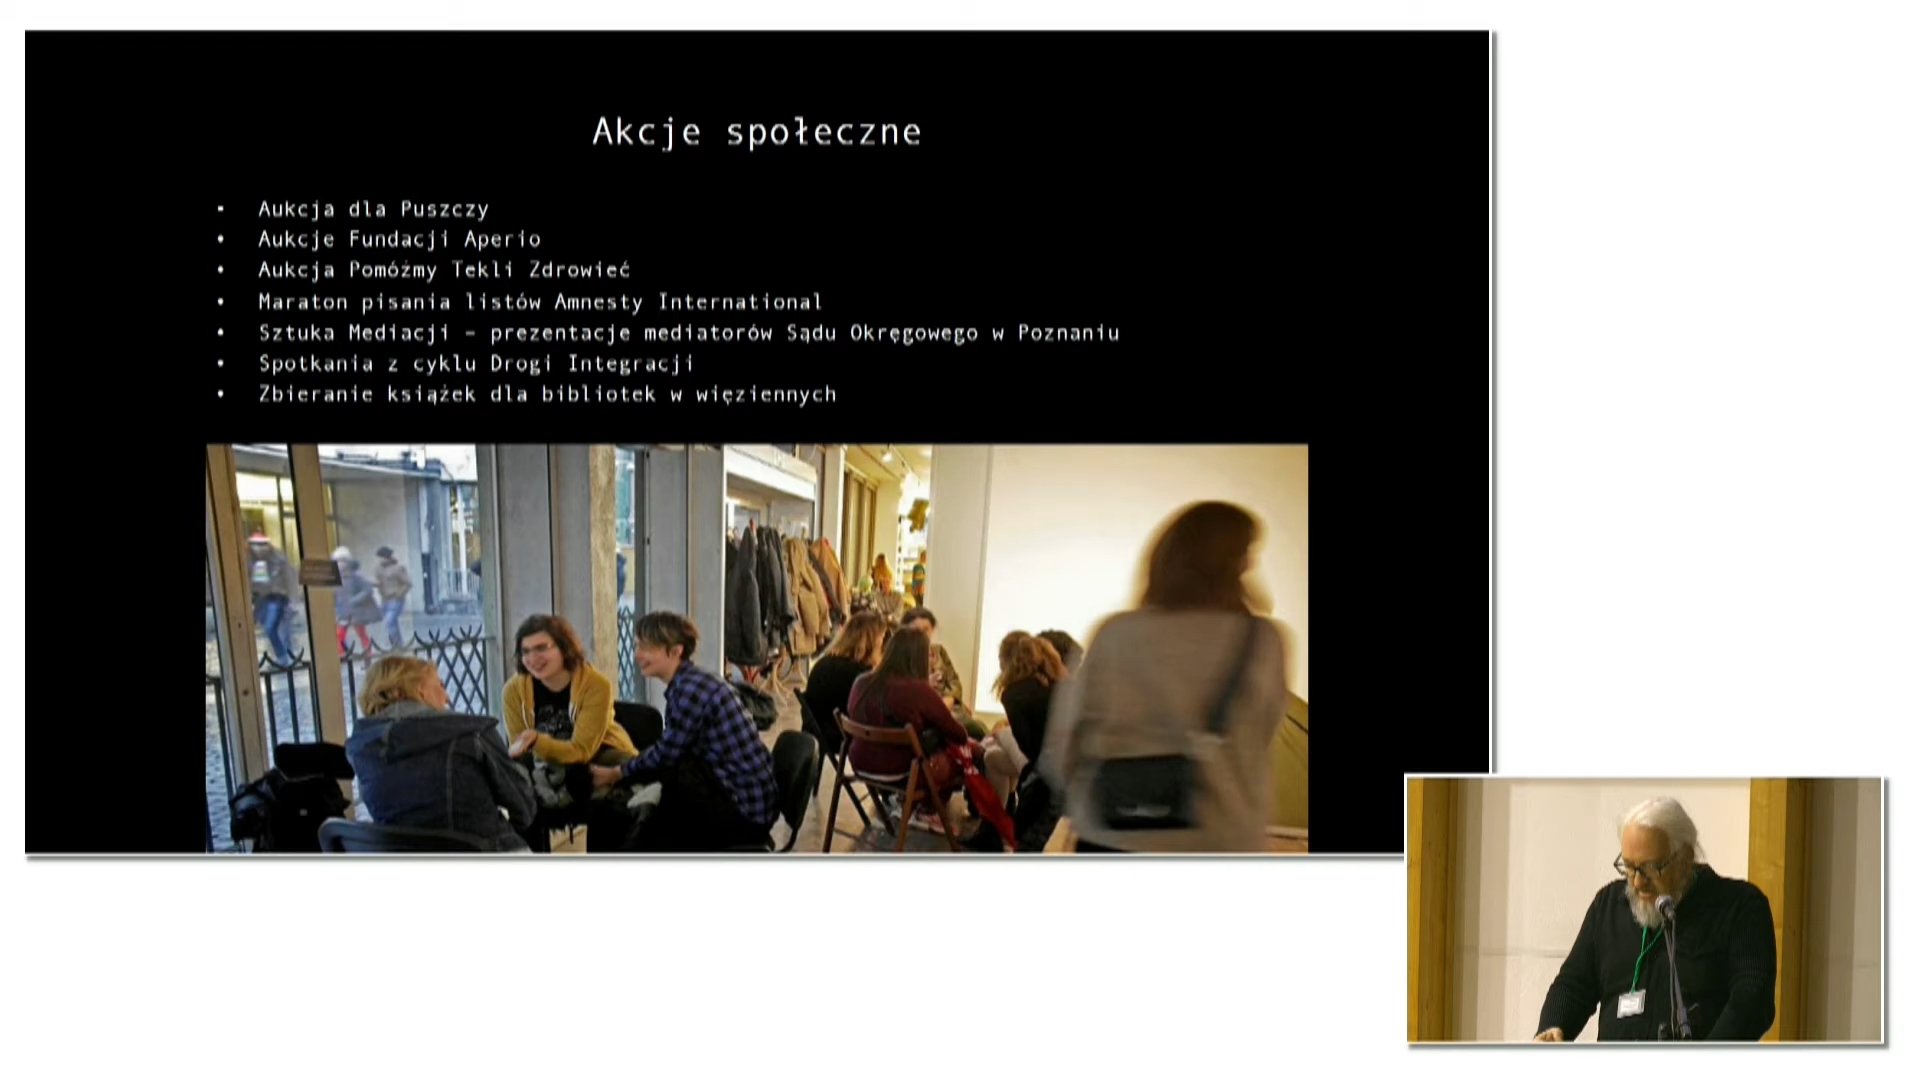 Akcje społeczne
• Aukcja dla Puszczy
• Aukcje Fundacji Aperio
• Aukcja Pomóżmy Tekli Zdrowieć
• Maraton pisania listów Amnesty International
• Sztuka Mediacji – prezentacje mediatorów Sądu Okręgowego w Poznaniu
• Spotkania z cyklu Drogi Integracji
• Zbieranie książek dla bibliotek w więziennych